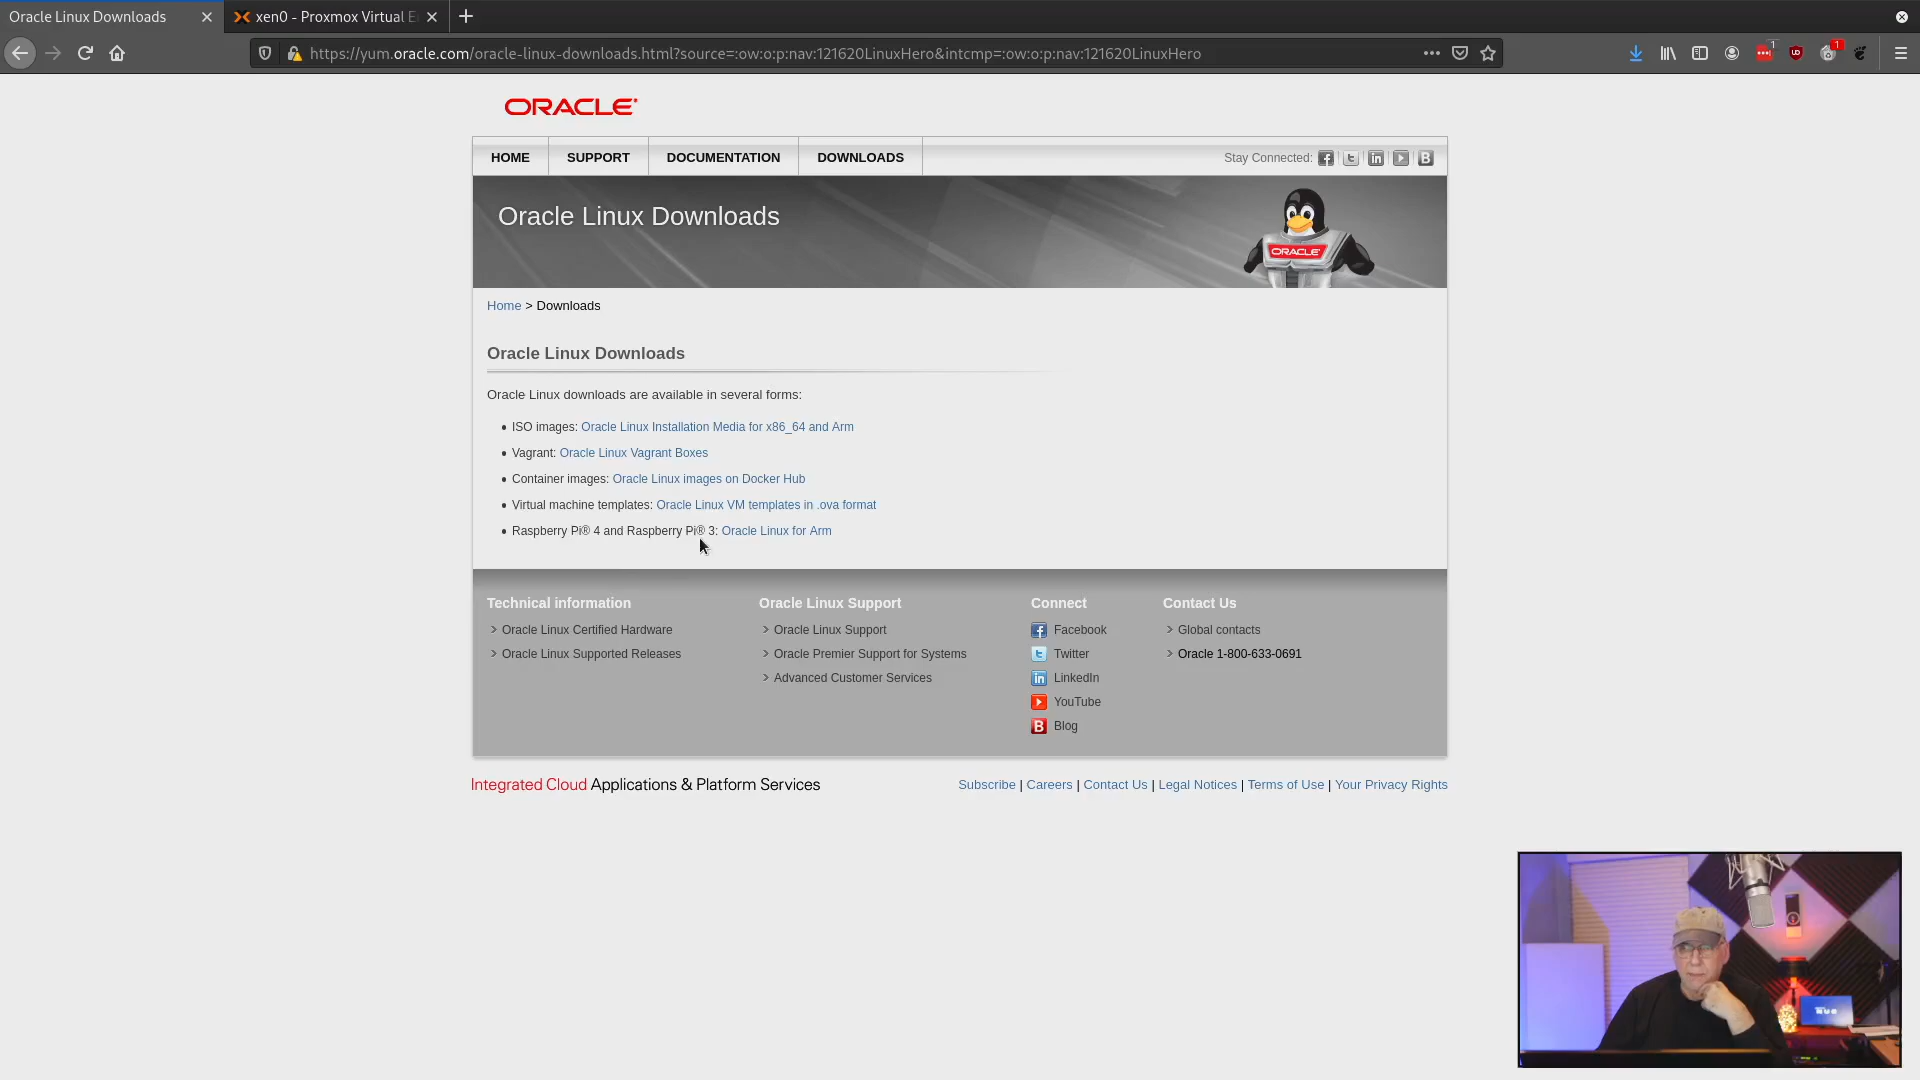 Oracle Linux Downloads
xen0 - Proxmox Virtual E
https://yum.oracle.com/oracle-linux-downloads.html?source=:ow:o:p:nav:121620LinuxHero&intcmp=:ow:o:p:nav:121620LinuxHero
1
1
ORACLE
HOME
SUPPORT
DOCUMENTATION
DOWNLOADS
Stay Connected:
Oracle Linux Downloads
ORACLE
Home > Downloads
Oracle Linux Downloads
Oracle Linux downloads are available in several forms:
• ISO images: Oracle Linux Installation Media for x86_64 and Arm
• Vagrant: Oracle Linux Vagrant Boxes
• Container images: Oracle Linux images on Docker Hub
• Virtual machine templates: Oracle Linux VM templates in .ova format
• Raspberry Pi® 4 and Raspberry Pi® 3: Oracle Linux for Arm
Technical information
Oracle Linux Certified Hardware
Oracle Linux Supported Releases
Oracle Linux Support
Oracle Linux Support
Oracle Premier Support for Systems
Advanced Customer Services
Connect
Facebook
Twitter
LinkedIn
YouTube
Blog
Contact Us
Global contacts
Oracle 1-800-633-0691
Integrated Cloud Applications & Platform Services
Subscribe | Careers | Contact Us | Legal Notices | Terms of Use | Your Privacy Rights